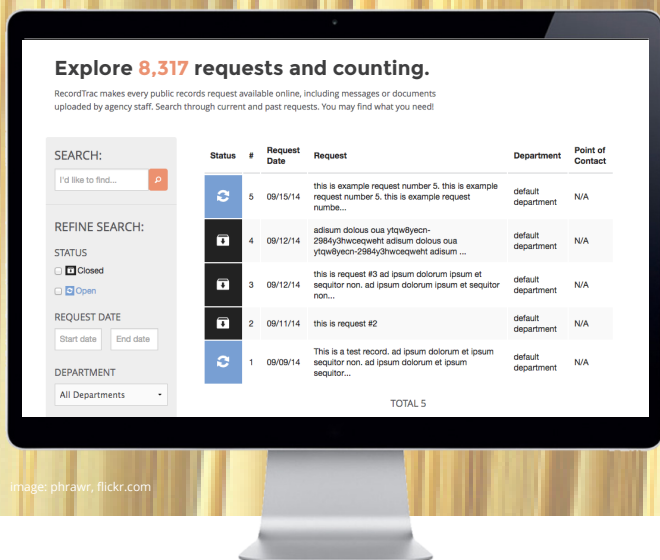 Explore 8,317 requests and counting.
RecordTrac makes every public records request available online, including messages or documents
uploaded by agency staff. Search through current and past requests. You may find what you need!
SEARCH:
I'd like to find...
REFINE SEARCH:
STATUS
Closed
Open
REQUEST DATE
Start date End date
DEPARTMENT
All Departments
Status # Request Date Request Department Point of Contact
5 09/15/14 this is example request number 5. this is example
request number 5. this is example request
numbe...
default
department
N/A
4 09/12/14 adisum dolous oua ytqw8yecn-
2984y3hwceqweht adisum dolous oua
ytqw8yecn-2984y3hwceqweht adisum ...
default
department
N/A
3 09/12/14 this is request #3 ad ipsum dolorum ipsum et
sequitor non. ad ipsum dolorum ipsum et sequitor
non...
default
department
N/A
2 09/11/14 this is request #2
default
department
N/A
1 09/09/14 This is a test record. ad ipsum dolorum et ipsum
sequitor non. ad ipsum dolorum et ipsum
sequitor...
default
department
N/A
TOTAL 5
image: phrawr, flickr.com